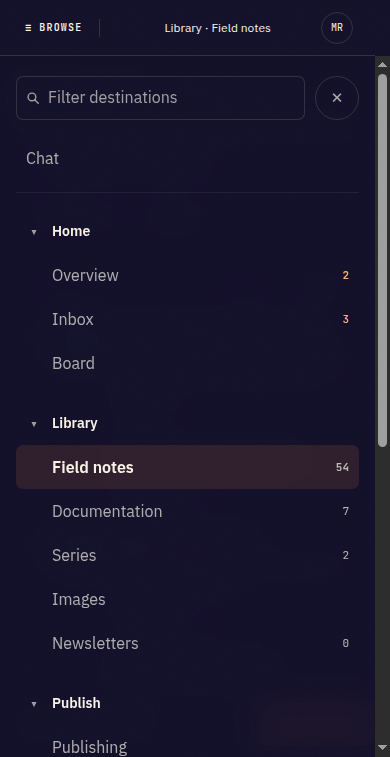 ≡ BROWSE
Library · Field notes
MR
Filter destinations
✕
Chat
▾ Home
Overview 2
Inbox 3
Board
▾ Library
Field notes 54
Documentation 7
Series 2
Images
Newsletters 0
▾ Publish
Publishing